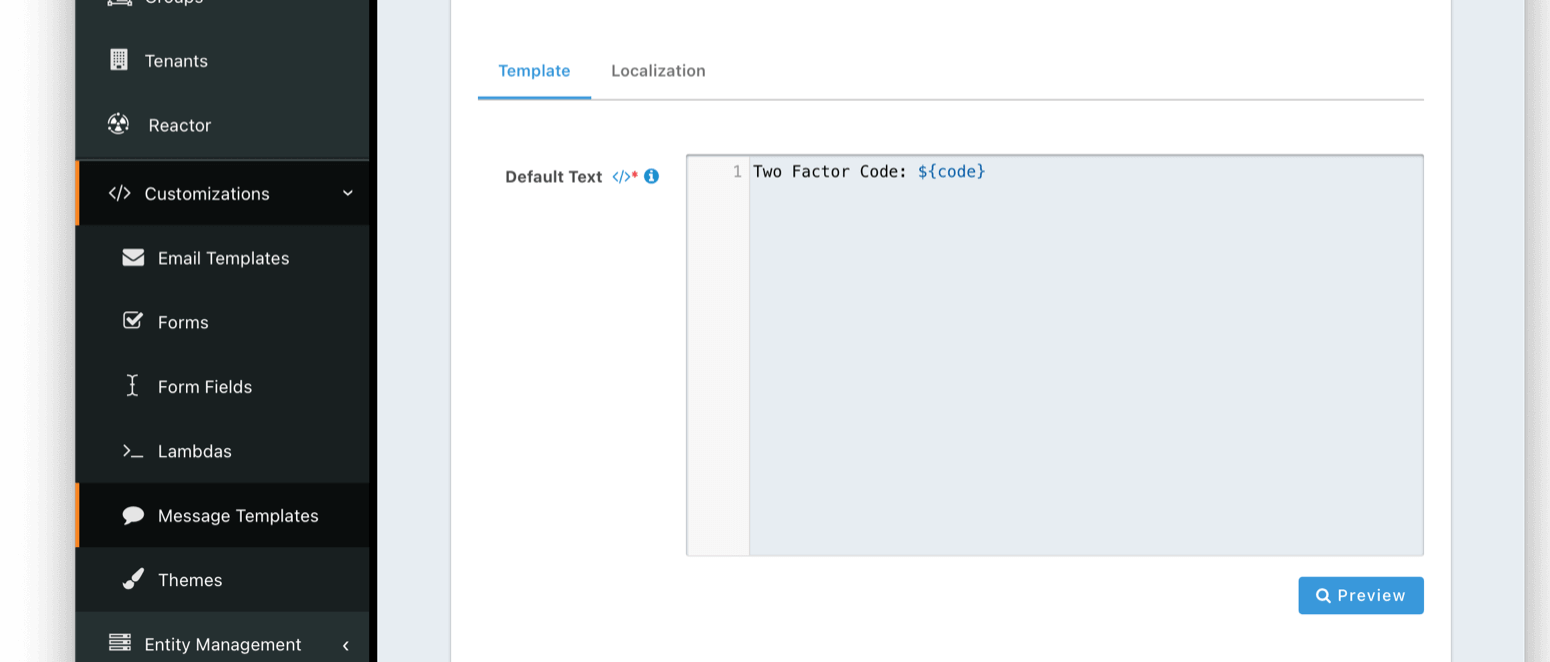 Groups
Tenants
Reactor
Customizations
Email Templates
Forms
Form Fields
Lambdas
Message Templates
Themes
Entity Management
Template Localization
Default Text </>* 
1 Two Factor Code: ${code}
Preview